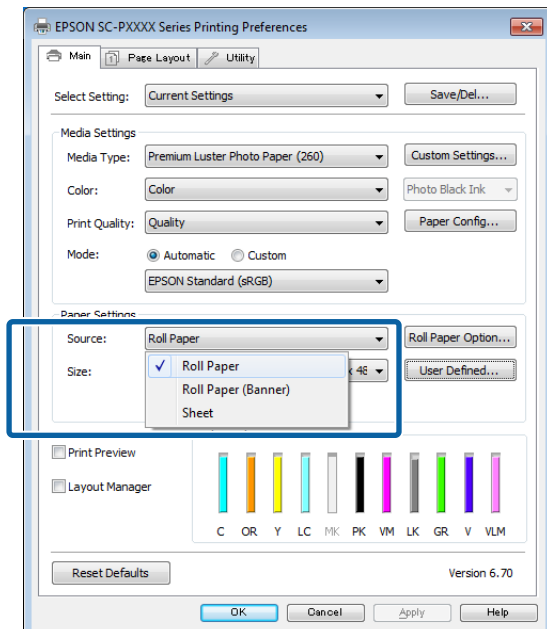 EPSON SC-PXXXX Series Printing Preferences
Main Page Layout Utility
Select Setting: Current Settings Save/Del...
Media Settings
Media Type: Premium Luster Photo Paper (260) Custom Settings...
Color: Color Photo Black Ink
Print Quality: Quality Paper Config...
Mode: Automatic Custom
EPSON Standard (sRGB)
Paper Settings
Source: Roll Paper Roll Paper Option...
Size: x 48 User Defined...
Roll Paper
Roll Paper (Banner)
Sheet
Print Preview
Layout Manager
C OR Y LC MK PK VM LK GR V VLM
Reset Defaults Version 6.70
OK Cancel Apply Help